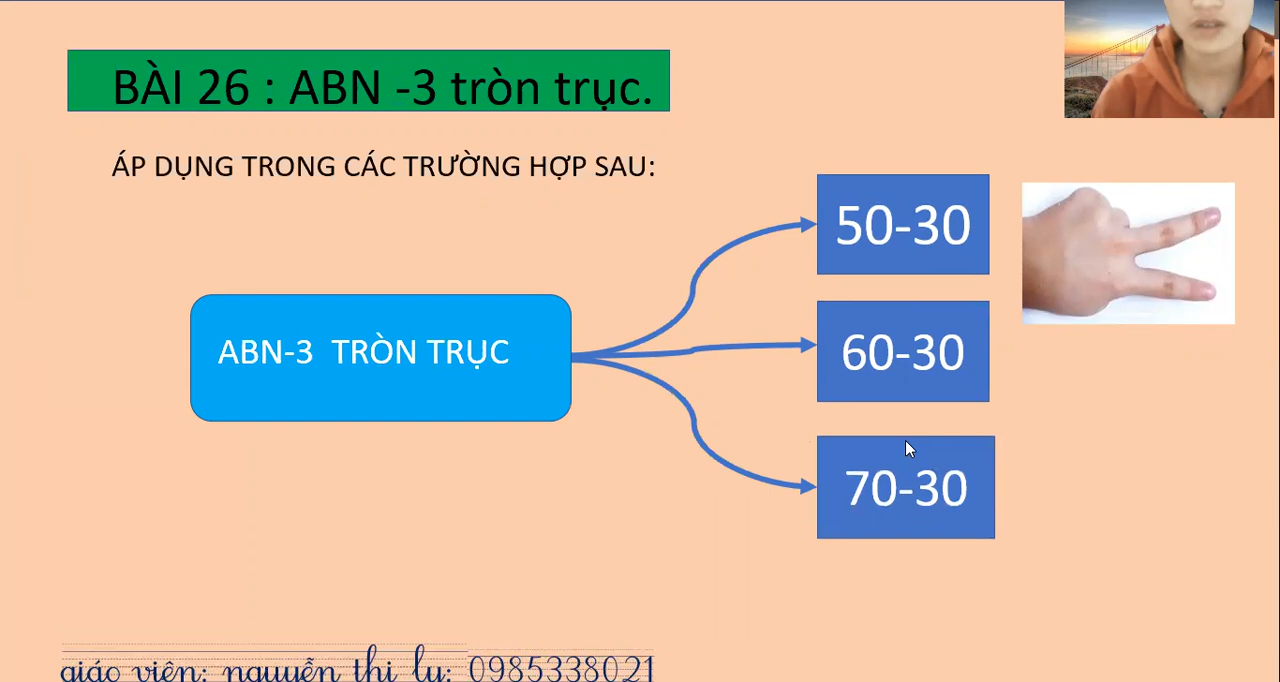 BÀI 26 : ABN -3 tròn trục.
ÁP DỤNG TRONG CÁC TRƯỜNG HỢP SAU:
50-30
ABN-3 TRÒN TRỤC
60-30
70-30
giáo viên: nguyễn thị ly: 0985338021